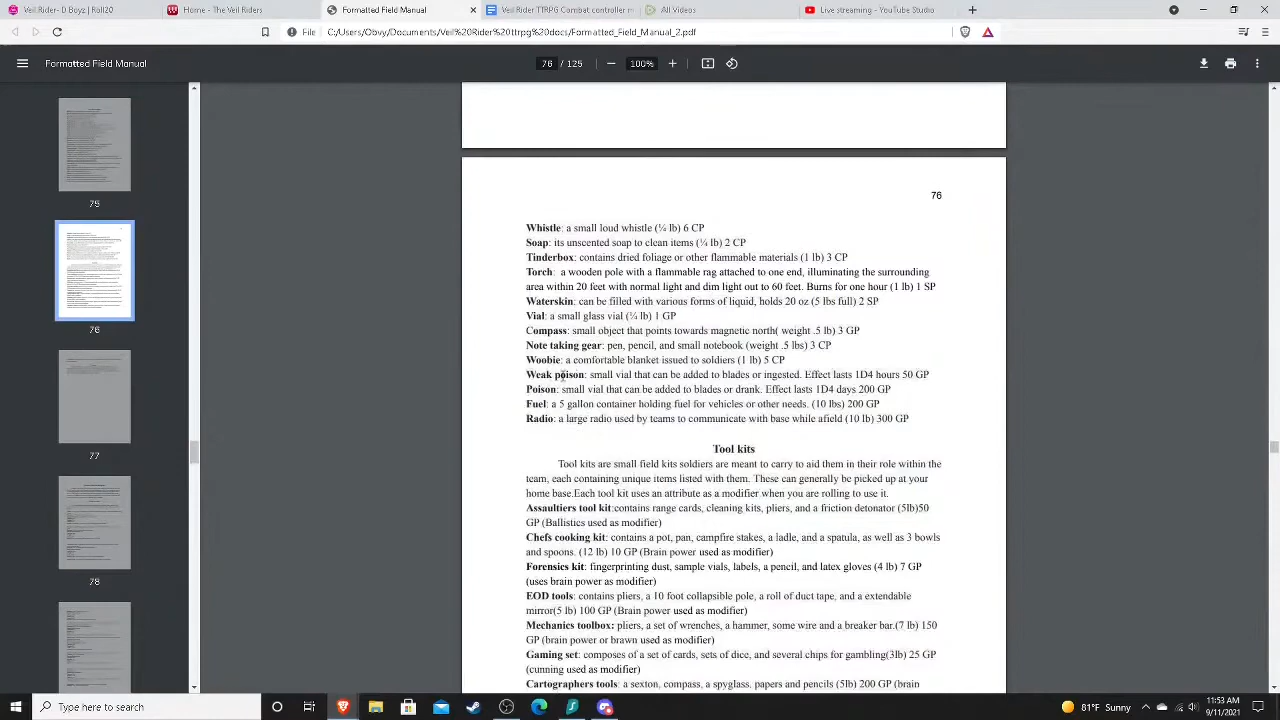 Veil.Rider - D Boyz | Roll20
Home - The Veil Riders
Formatted Field Manual
VeilRider TTRPG Combat controller m
All Videos
Live streaming - YouTube Studio
File
C:/Users/Obvy/Documents/Veil%20Rider%20ttrpg%20docs/Formatted_Field_Manual_2.pdf
Formatted Field Manual
76 / 125
100%
75
76
77
78
76
Whistle: a small loud whistle (¼ lb) 6 CP
Soap: is unscented soap to clean items(¼ lb) 2 CP
Tinderbox: contains dried foliage or other flammable materials (1 lb) 3 CP
Torch: a wooden pole with a flammable rag attached to one end, illuminating the surrounding
area within 20 feet with normal light and dim light out to 40 feet. Burns for one hour (1 lb) 1 SP
Waterskin: can be filled with various forms of liquid, holds 20 oz (5 lbs full) 2 SP
Vial: a small glass vial (¼ lb) 1 GP
Compass: small object that points towards magnetic north( weight .5 lb) 3 GP
Note taking gear: pen, pencil, and small notebook (weight .5 lbs) 3 CP
Woobie: a comfortable blanket issued to soldiers (1 lb) 5 CP
Weak poison: small vial that can be added to blades or ingested. Effect lasts 1D4 hours 50 GP
Poison: small vial that can be added to blades or drank. Effect lasts 1D4 days 200 GP
Fuel: a 5 gallon container holding fuel for vehicles or other needs. (10 lbs) 200 GP
Radio: a large radio used by teams to communicate with base while afield (10 lb) 300 GP
Tool kits
Tool kits are small field kits soldiers are meant to carry to aid them in their role within the
team, each containing unique items listed with them. These can generally be picked up at your
home base.Each tool kit uses an attribute as a modifier when you are rolling to use it.
Assaultiers tool kit:contains range cards, cleaning kits, pliers, and a friction detonator (5lb)50
GP (Ballistics used as modifier)
Chefs cooking kit: contains a pot, pan, campfire stakes, a ladle, and a spatula, as well as 3 bowls
and spoons. (12 lb) 10 GP (Brain power used as modifier)
Forensics kit: fingerprinting dust, sample vials, labels, a pencil, and latex gloves (4 lb) 7 GP
(uses brain power as modifier)
EOD tools: contains pliers, a 10 foot collapsible pole, a roll of duct tape, and a extendable
mirror(5 lb) 100 GP (Brain power used as modifier)
Mechanics toolbox: pliers, a set of wrenches, a hammer, some wire and a breaker bar.(7 lb) 150
GP (brain power or brawn used as modifier)
Gaming set: composes of a set of cards, sets of dice, and several chips for gambling(3lb) 25 GP
(cunning used as modifier)
Cartographers tools: a sexton, compass, a spyglass, papers and pencils (5lb) 200 GP (brain
Type here to search
81°F Sunny
11:53 AM
9/11/2021